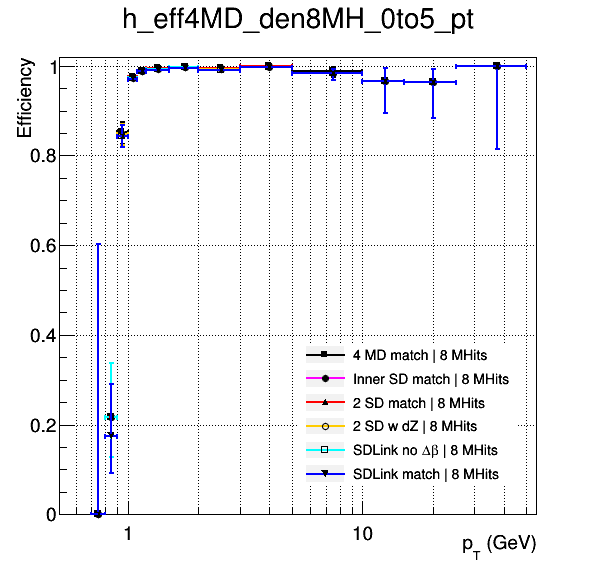 h_eff4MD_den8MH_0to5_pt
Efficiency
1
0.8
0.6
0.4
0.2
0
4 MD match | 8 MHits
Inner SD match | 8 MHits
2 SD match | 8 MHits
2 SD w dZ | 8 MHits
SDLink no Δβ | 8 MHits
SDLink match | 8 MHits
1
10
p_T (GeV)